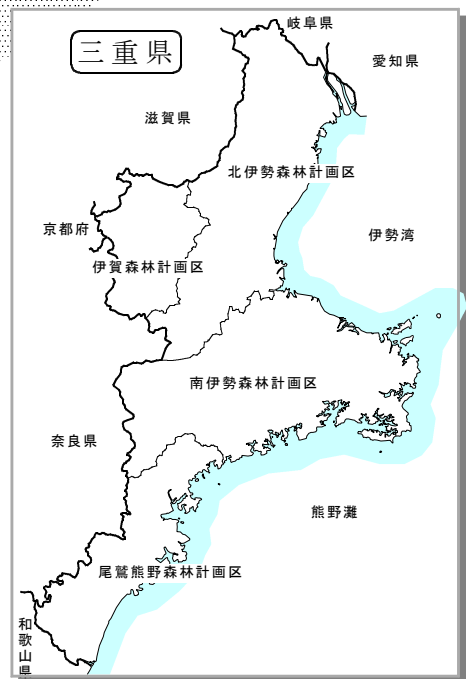 三重県
岐阜県
愛知県
滋賀県
北伊勢森林計画区
京都府
伊勢湾
伊賀森林計画区
南伊勢森林計画区
奈良県
熊野灘
尾鷲熊野森林計画区
和歌山県